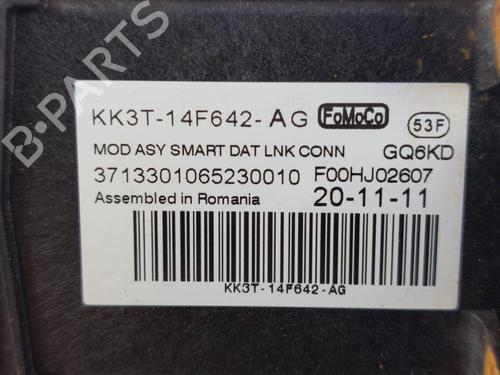 B-PARTS
KK3T-14F642-AG FoMoCo
53F
MOD ASY SMART DAT LNK CONN GQ6KD
3713301065230010 F00HJ02607
Assembled in Romania 20-11-11
KK3T-14F642-AG